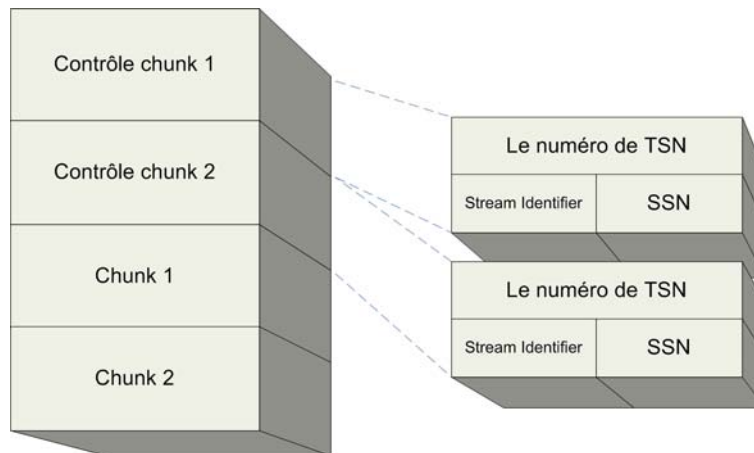 Contrôle chunk 1
Contrôle chunk 2
Chunk 1
Chunk 2
Le numéro de TSN
Stream Identifier
SSN
Le numéro de TSN
Stream Identifier
SSN